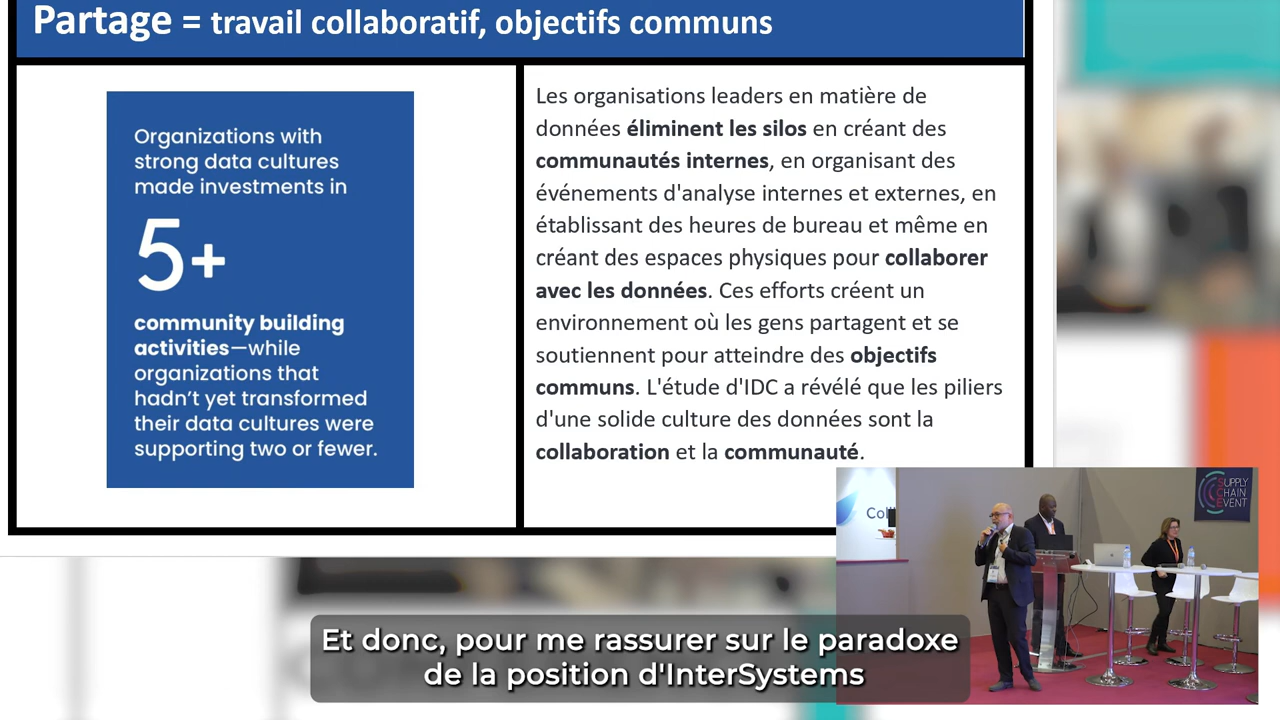 Partage = travail collaboratif, objectifs communs
Organizations with
strong data cultures
made investments in
5+
community building
activities—while
organizations that
hadn't yet transformed
their data cultures were
supporting two or fewer.
Les organisations leaders en matière de
données éliminent les silos en créant des
communautés internes, en organisant des
événements d'analyse internes et externes, en
établissant des heures de bureau et même en
créant des espaces physiques pour collaborer
avec les données. Ces efforts créent un
environnement où les gens partagent et se
soutiennent pour atteindre des objectifs
communs. L'étude d'IDC a révélé que les piliers
d'une solide culture des données sont la
collaboration et la communauté.
SUPPLY
CHAIN
EVENT
Et donc, pour me rassurer sur le paradoxe
de la position d'InterSystems